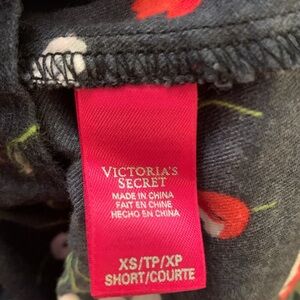 VICTORIA'S
SECRET
MADE IN CHINA
FAIT EN CHINE
HECHO EN CHINA
XS/TP/XP
SHORT/COURTE